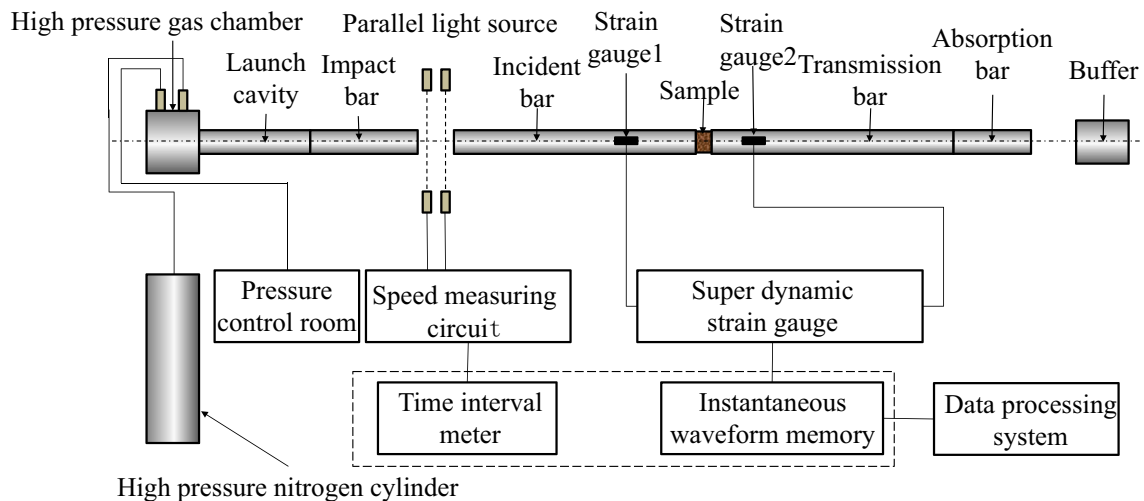 High pressure gas chamber
Parallel light source
Launch
cavity
Impact
bar
Incident
bar
Strain
gauge1
Sample
Strain
gauge2
Transmission
bar
Absorption
bar
Buffer
Pressure
control room
Speed measuring
circuit
Super dynamic
strain gauge
Time interval
meter
Instantaneous
waveform memory
Data processing
system
High pressure nitrogen cylinder